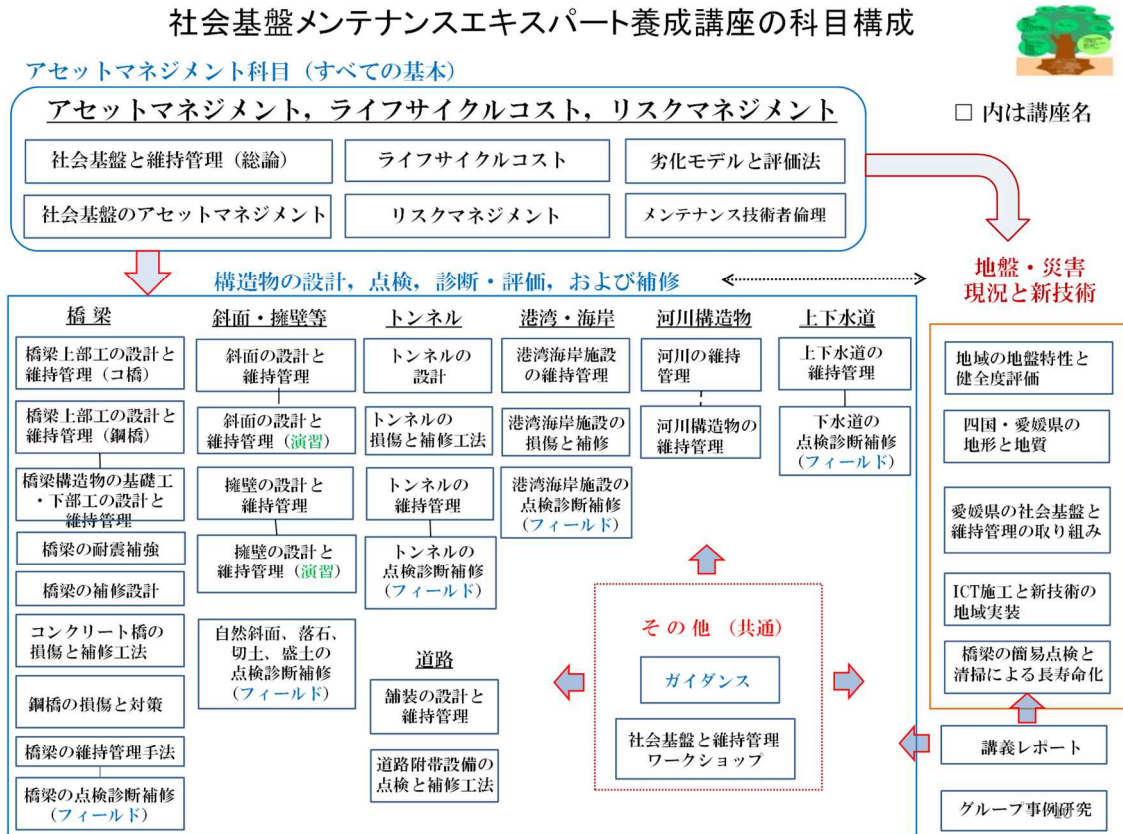 社会基盤メンテナンスエキスパート養成講座の科目構成
アセットマネジメント科目（すべての基本）
アセットマネジメント，ライフサイクルコスト，リスクマネジメント
□ 内は講座名
社会基盤と維持管理（総論）
ライフサイクルコスト
劣化モデルと評価法
社会基盤のアセットマネジメント
リスクマネジメント
メンテナンス技術者倫理
構造物の設計，点検，診断・評価，および補修
地盤・災害
現況と新技術
橋 梁
橋梁上部工の設計と
維持管理（コ橋）
橋梁上部工の設計と
維持管理（鋼橋）
橋梁構造物の基礎工
・下部工の設計と
維持管理
橋梁の耐震補強
橋梁の補修設計
コンクリート橋の
損傷と補修工法
鋼橋の損傷と対策
橋梁の維持管理手法
橋梁の点検診断補修
（フィールド）
斜面・擁壁等
斜面の設計と
維持管理
斜面の設計と
維持管理（演習）
擁壁の設計と
維持管理
擁壁の設計と
維持管理（演習）
自然斜面、落石、
切土、盛土の
点検診断補修
（フィールド）
トンネル
トンネルの
設計
トンネルの
損傷と補修工法
トンネルの
維持管理
トンネルの
点検診断補修
（フィールド）
道路
舗装の設計と
維持管理
道路附帯設備の
点検と補修工法
港湾・海岸
港湾海岸施設
の維持管理
港湾海岸施設の
損傷と補修
港湾海岸施設の
点検診断補修
（フィールド）
河川構造物
河川の維持
管理
河川構造物の
維持管理
上下水道
上下水道の
維持管理
下水道の
点検診断補修
（フィールド）
そ の 他 （共通）
ガイダンス
社会基盤と維持管理
ワークショップ
地域の地盤特性と
健全度評価
四国・愛媛県の
地形と地質
愛媛県の社会基盤と
維持管理の取り組み
ICT施工と新技術の
地域実装
橋梁の簡易点検と
清掃による長寿命化
講義レポート
グループ事例研究